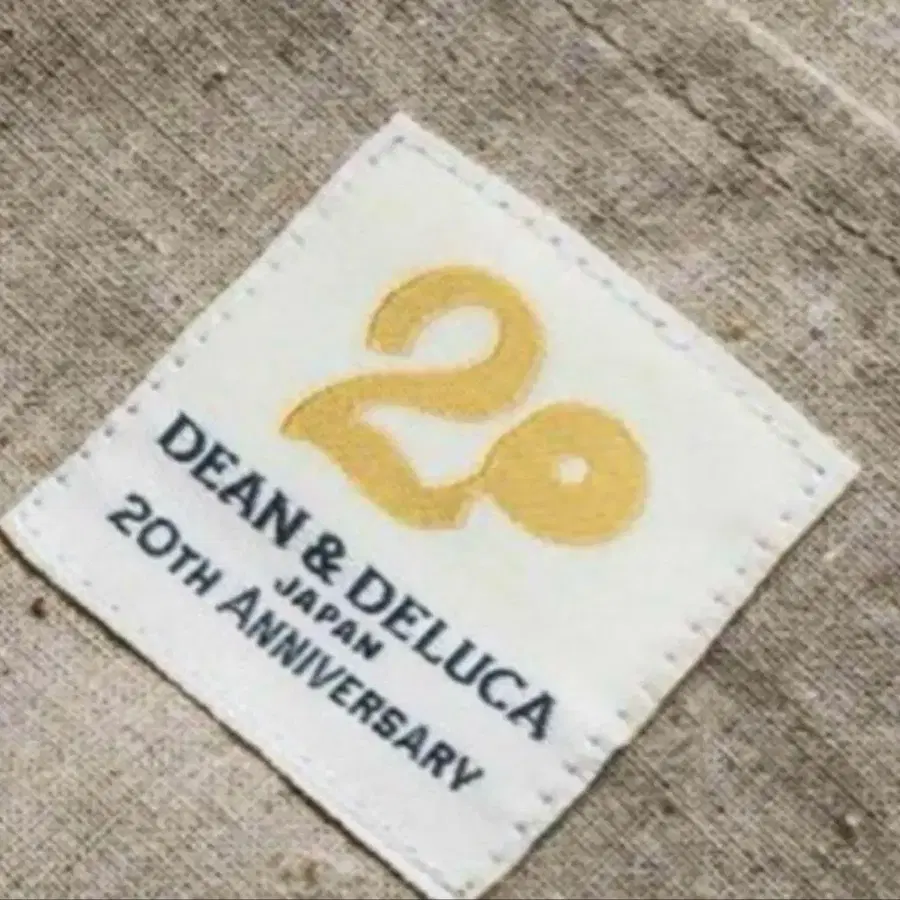 20
DEAN & DELUCA
JAPAN
20TH ANNIVERSARY